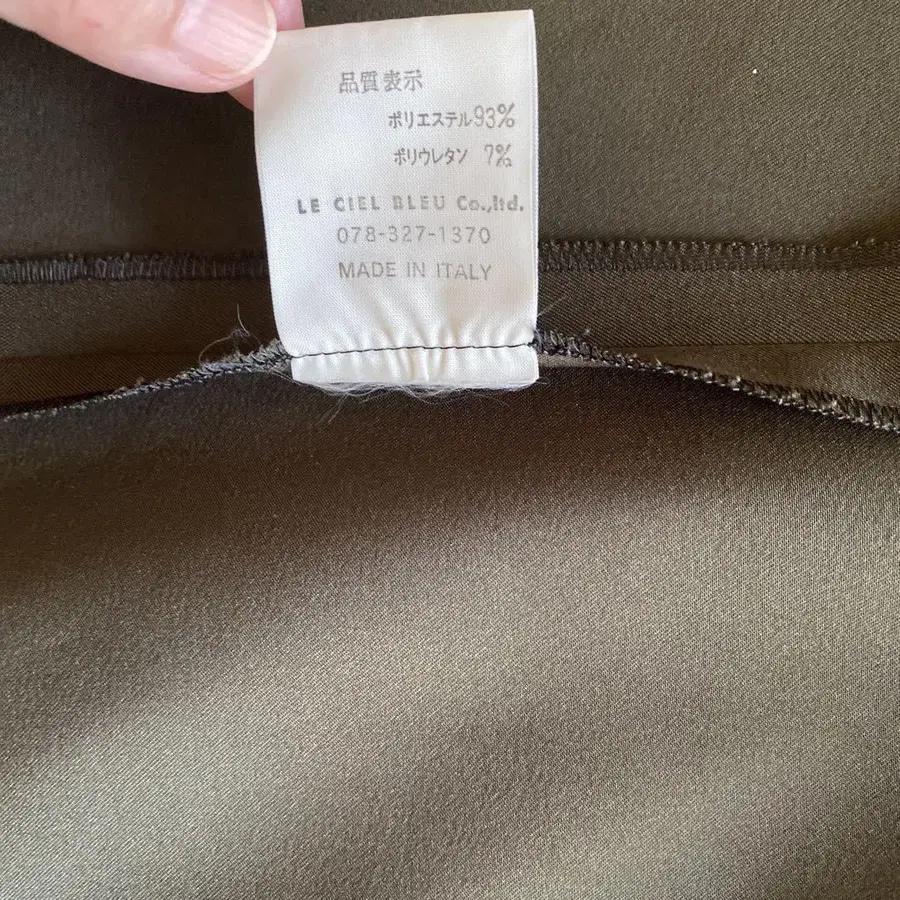 品質表示
ポリエステル93%
ポリウレタン 7%
LE CIEL BLEU Co.,ltd.
078-327-1370
MADE IN ITALY